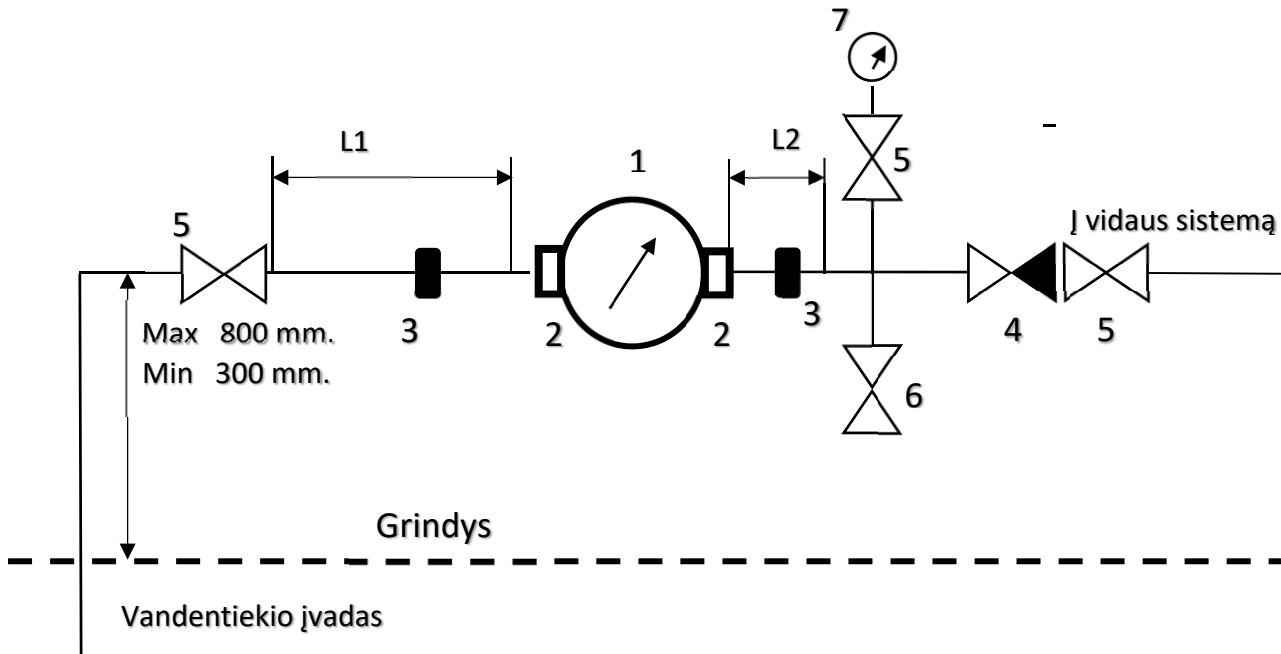 7
L1
1
L2
5
5
Į vidaus sistemą
3
2
2
3
4
5
Max 800 mm.
Min 300 mm.
6
Grindys
Vandentiekio įvadas